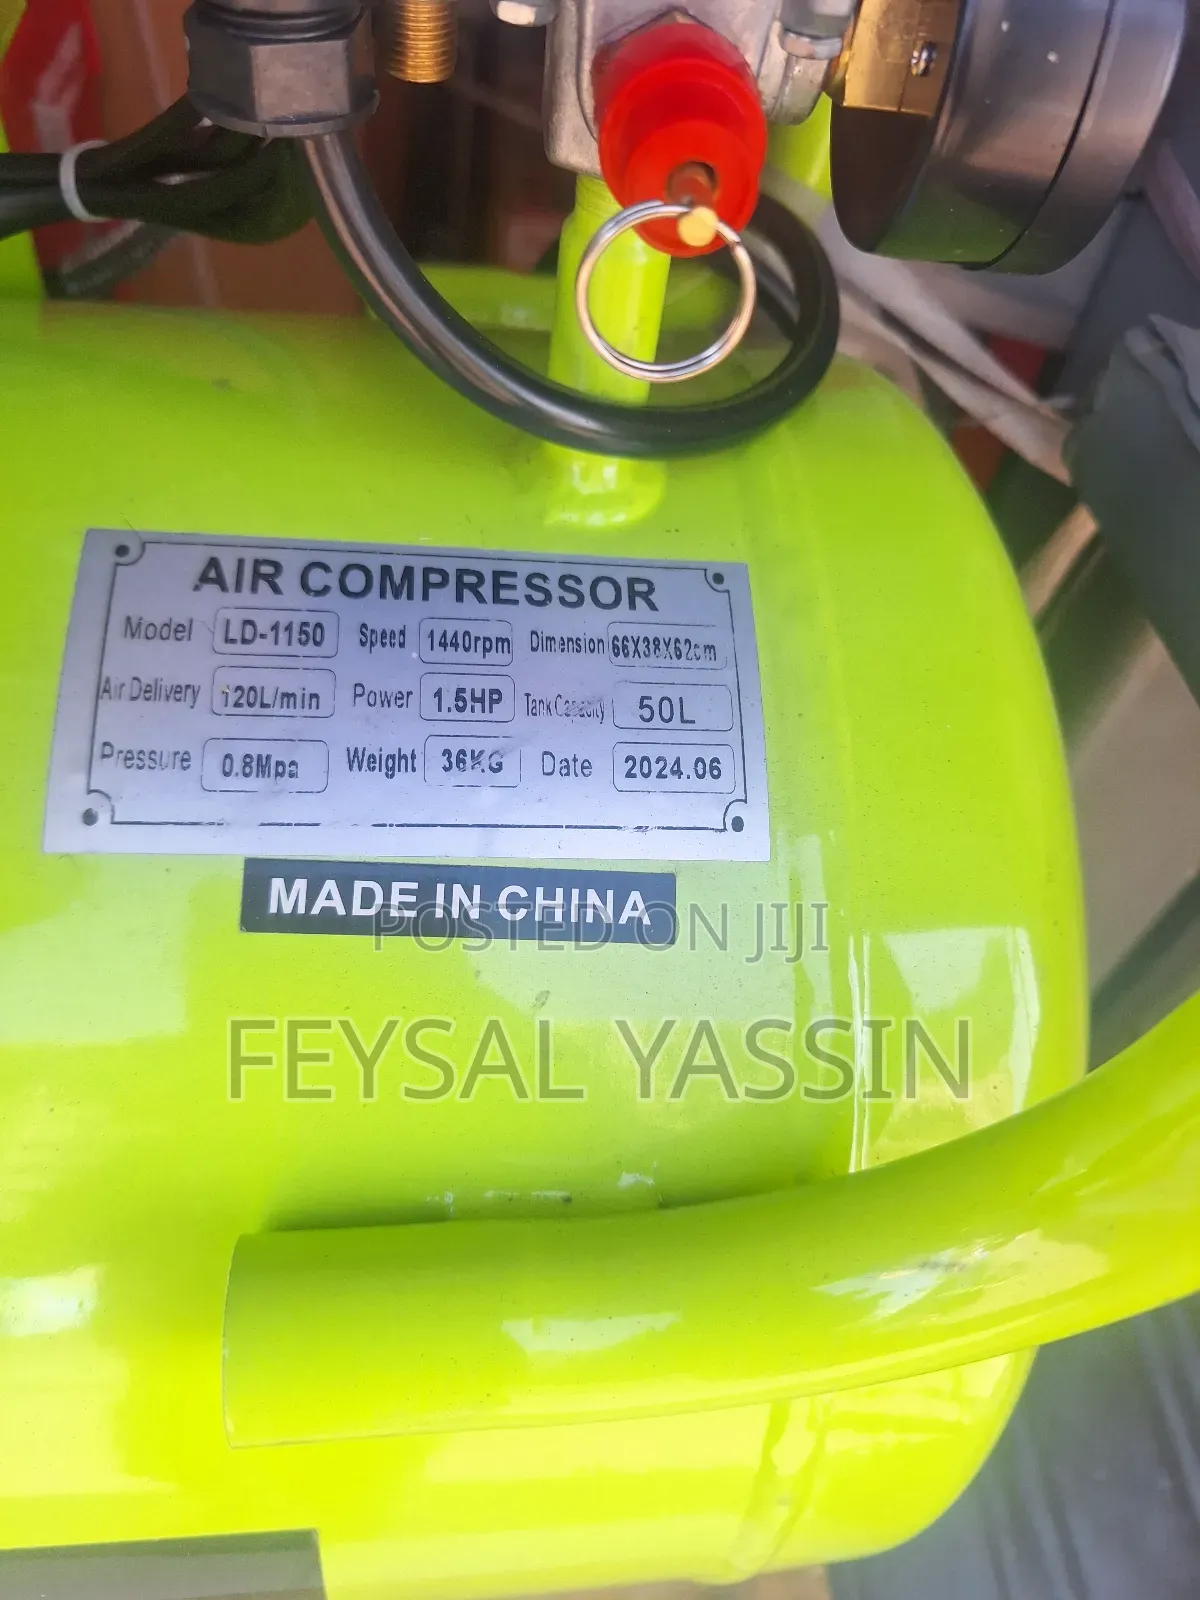 AIR COMPRESSOR
Model LD-1150 Speed 1440rpm Dimension 66X38X62cm
Air Delivery 120L/min Power 1.5HP Tank Capacity 50L
Pressure 0.8Mpa Weight 36KG Date 2024.06
MADE IN CHINA
POSTED ON JIJI
FEYSAL YASSIN